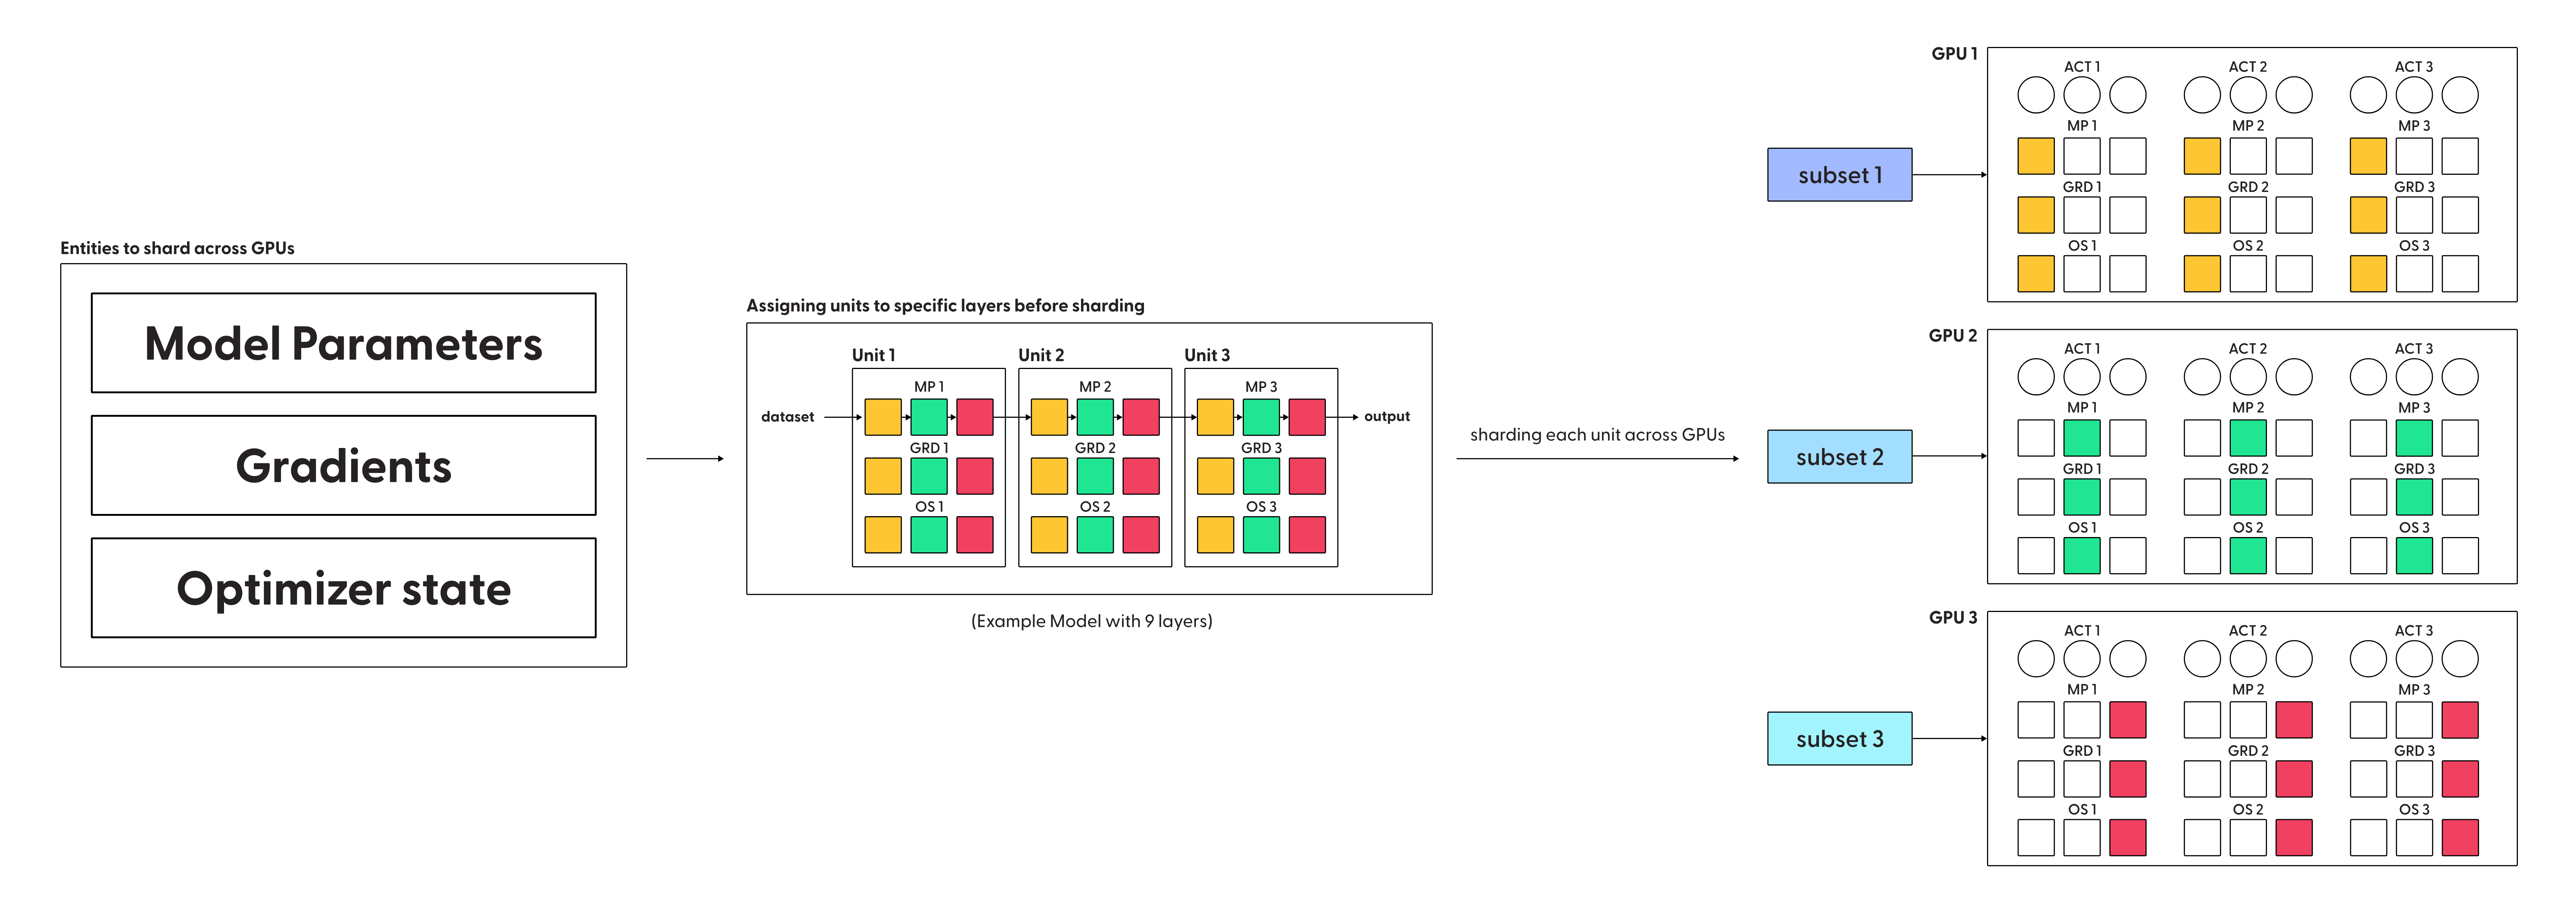 Entities to shard across GPUs
Model Parameters
Gradients
Optimizer state
Assigning units to specific layers before sharding
Unit 1 Unit 2 Unit 3
MP 1 MP 2 MP 3
dataset output
GRD 1 GRD 2 GRD 3
OS 1 OS 2 OS 3
(Example Model with 9 layers)
sharding each unit across GPUs
subset 1
GPU 1
ACT 1 ACT 2 ACT 3
MP 1 MP 2 MP 3
GRD 1 GRD 2 GRD 3
OS 1 OS 2 OS 3
subset 2
GPU 2
ACT 1 ACT 2 ACT 3
MP 1 MP 2 MP 3
GRD 1 GRD 2 GRD 3
OS 1 OS 2 OS 3
subset 3
GPU 3
ACT 1 ACT 2 ACT 3
MP 1 MP 2 MP 3
GRD 1 GRD 2 GRD 3
OS 1 OS 2 OS 3